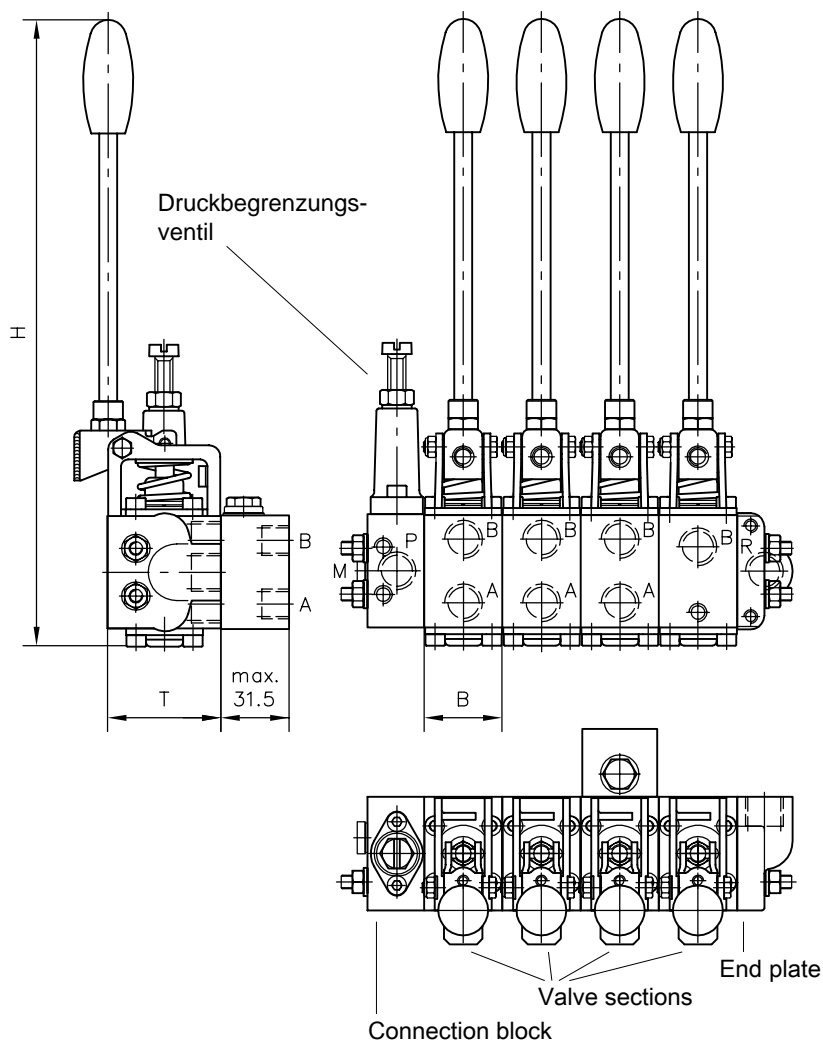 Druckbegrenzungs-
ventil
H
B
A
T
max.
31.5
M
P
B
A
B
A
B
A
B
R
B
End plate
Valve sections
Connection block